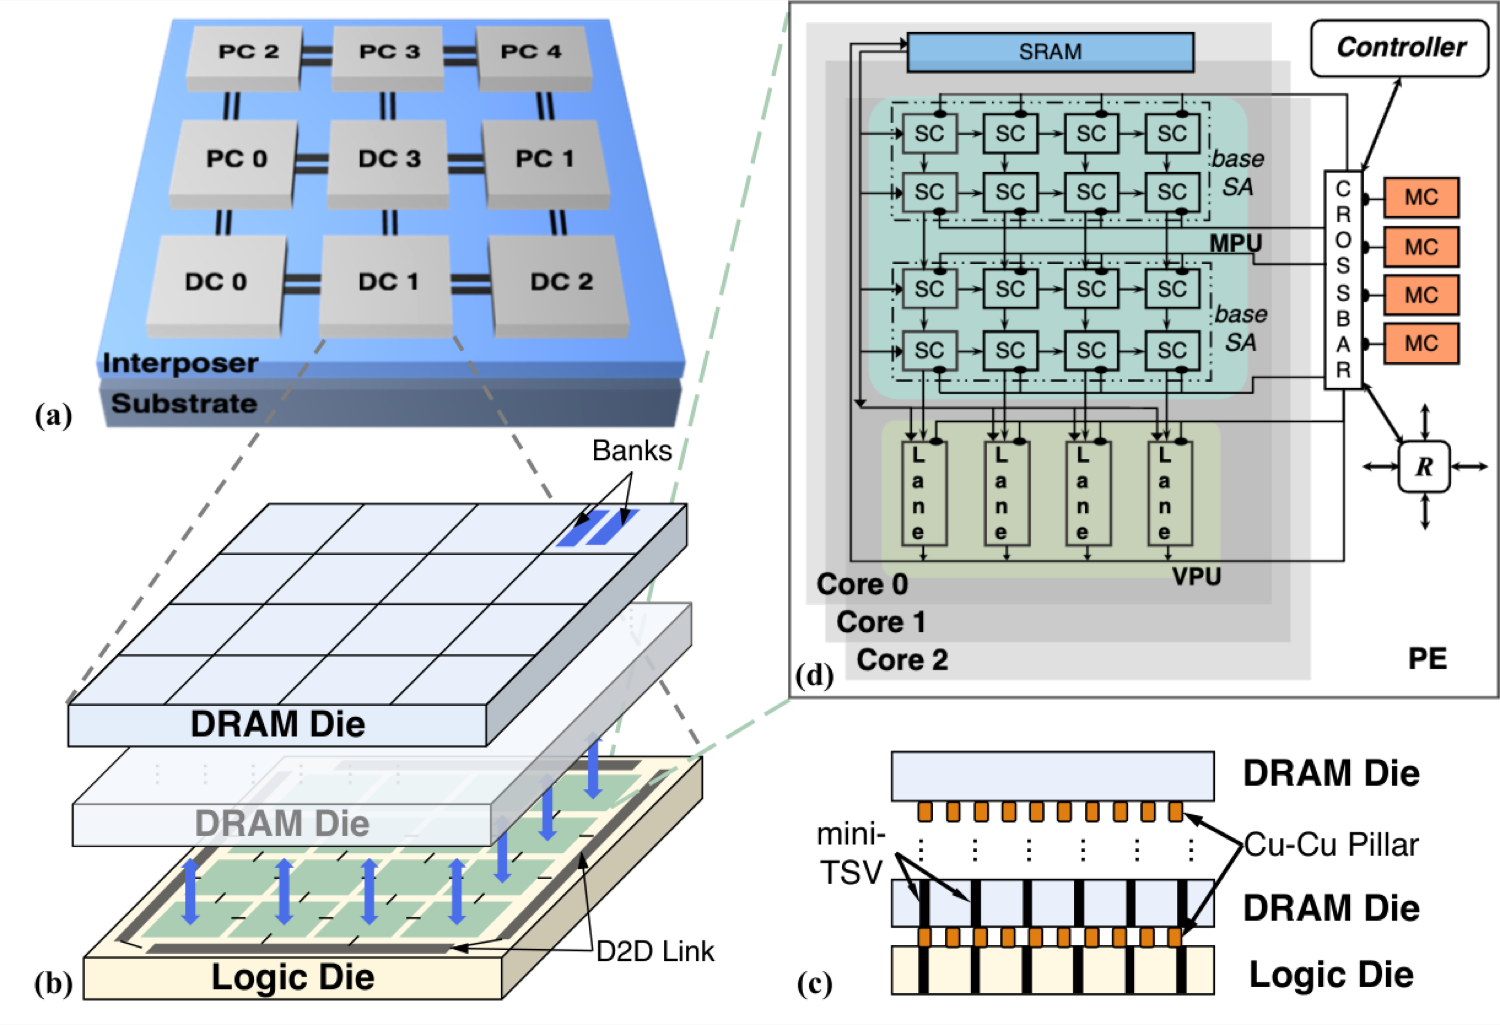 PC 2
PC 3
PC 4
PC 0
DC 3
PC 1
DC 0
DC 1
DC 2
Interposer
Substrate
(a)
Banks
DRAM Die
DRAM Die
D2D Link
Logic Die
(b)
SRAM
Controller
SC SC SC SC
base
SA
SC SC SC SC
MPU
SC SC SC SC
base
SA
SC SC SC SC
CROSSBAR
MC
MC
MC
MC
R
Lane Lane Lane Lane
VPU
Core 0
Core 1
Core 2
PE
(d)
DRAM Die
mini-
TSV
Cu-Cu Pillar
DRAM Die
Logic Die
(c)